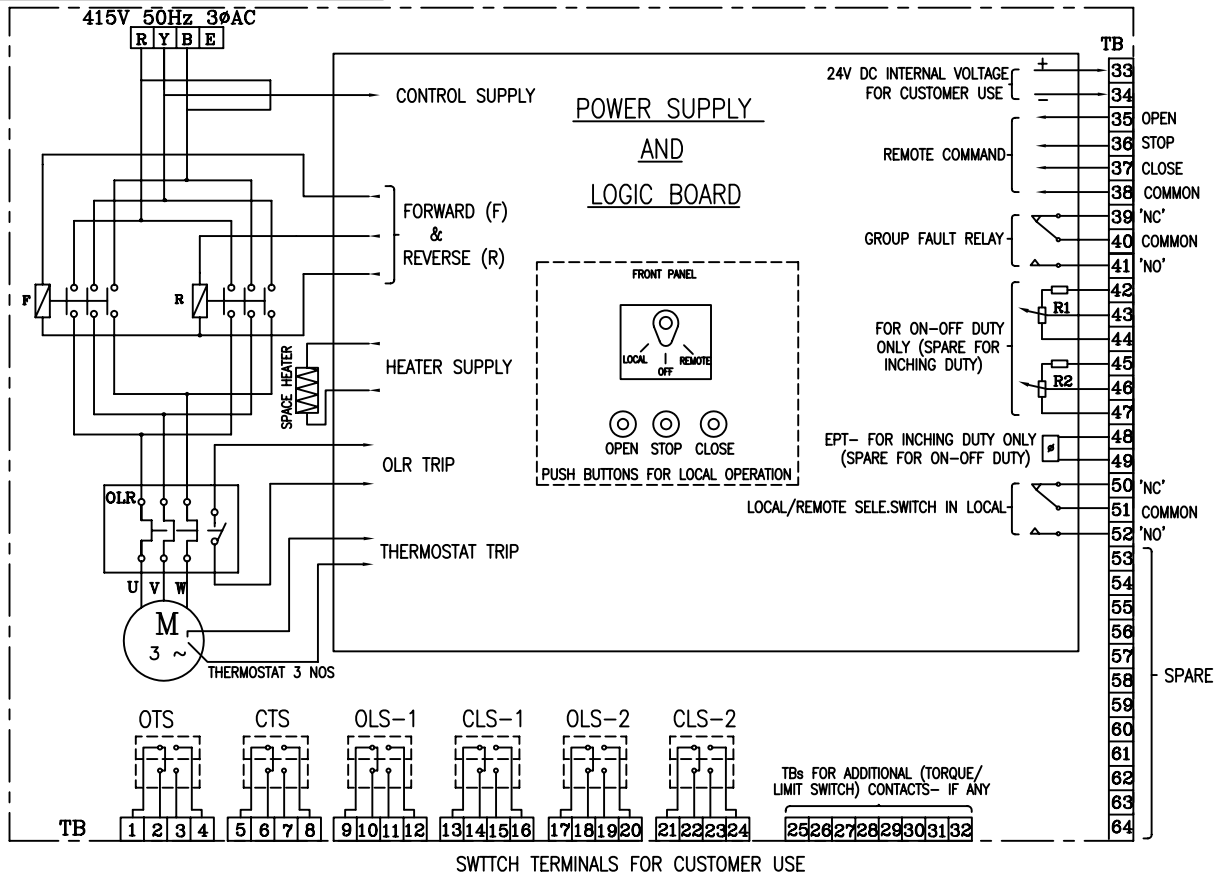 415V 50Hz 3øAC
R Y B E
CONTROL SUPPLY
FORWARD (F)
&
REVERSE (R)
F
R
SPACE HEATER
HEATER SUPPLY
OLR TRIP
OLR
THERMOSTAT TRIP
U V W
M
3 ~
THERMOSTAT 3 NOS
POWER SUPPLY
AND
LOGIC BOARD
FRONT PANEL
LOCAL
OFF
REMOTE
OPEN STOP CLOSE
PUSH BUTTONS FOR LOCAL OPERATION
TB
24V DC INTERNAL VOLTAGE
FOR CUSTOMER USE
+
−
33
34
REMOTE COMMAND
35 OPEN
36 STOP
37 CLOSE
38 COMMON
GROUP FAULT RELAY
39 'NC'
40 COMMON
41 'NO'
FOR ON−OFF DUTY
ONLY (SPARE FOR
INCHING DUTY)
R1
R2
42
43
44
45
46
47
EPT− FOR INCHING DUTY ONLY
(SPARE FOR ON−OFF DUTY)
ø
48
49
LOCAL/REMOTE SELE.SWITCH IN LOCAL
50 'NC'
51 COMMON
52 'NO'
53
54
55
56
57
58
59
60
61
62
63
64
SPARE
OTS CTS OLS−1 CLS−1 OLS−2 CLS−2
TBs FOR ADDITIONAL (TORQUE/
LIMIT SWITCH) CONTACTS− IF ANY
TB
1 2 3 4 5 6 7 8 9 10 11 12 13 14 15 16 17 18 19 20 21 22 23 24 25 26 27 28 29 30 31 32
SWTTCH TERMINALS FOR CUSTOMER USE